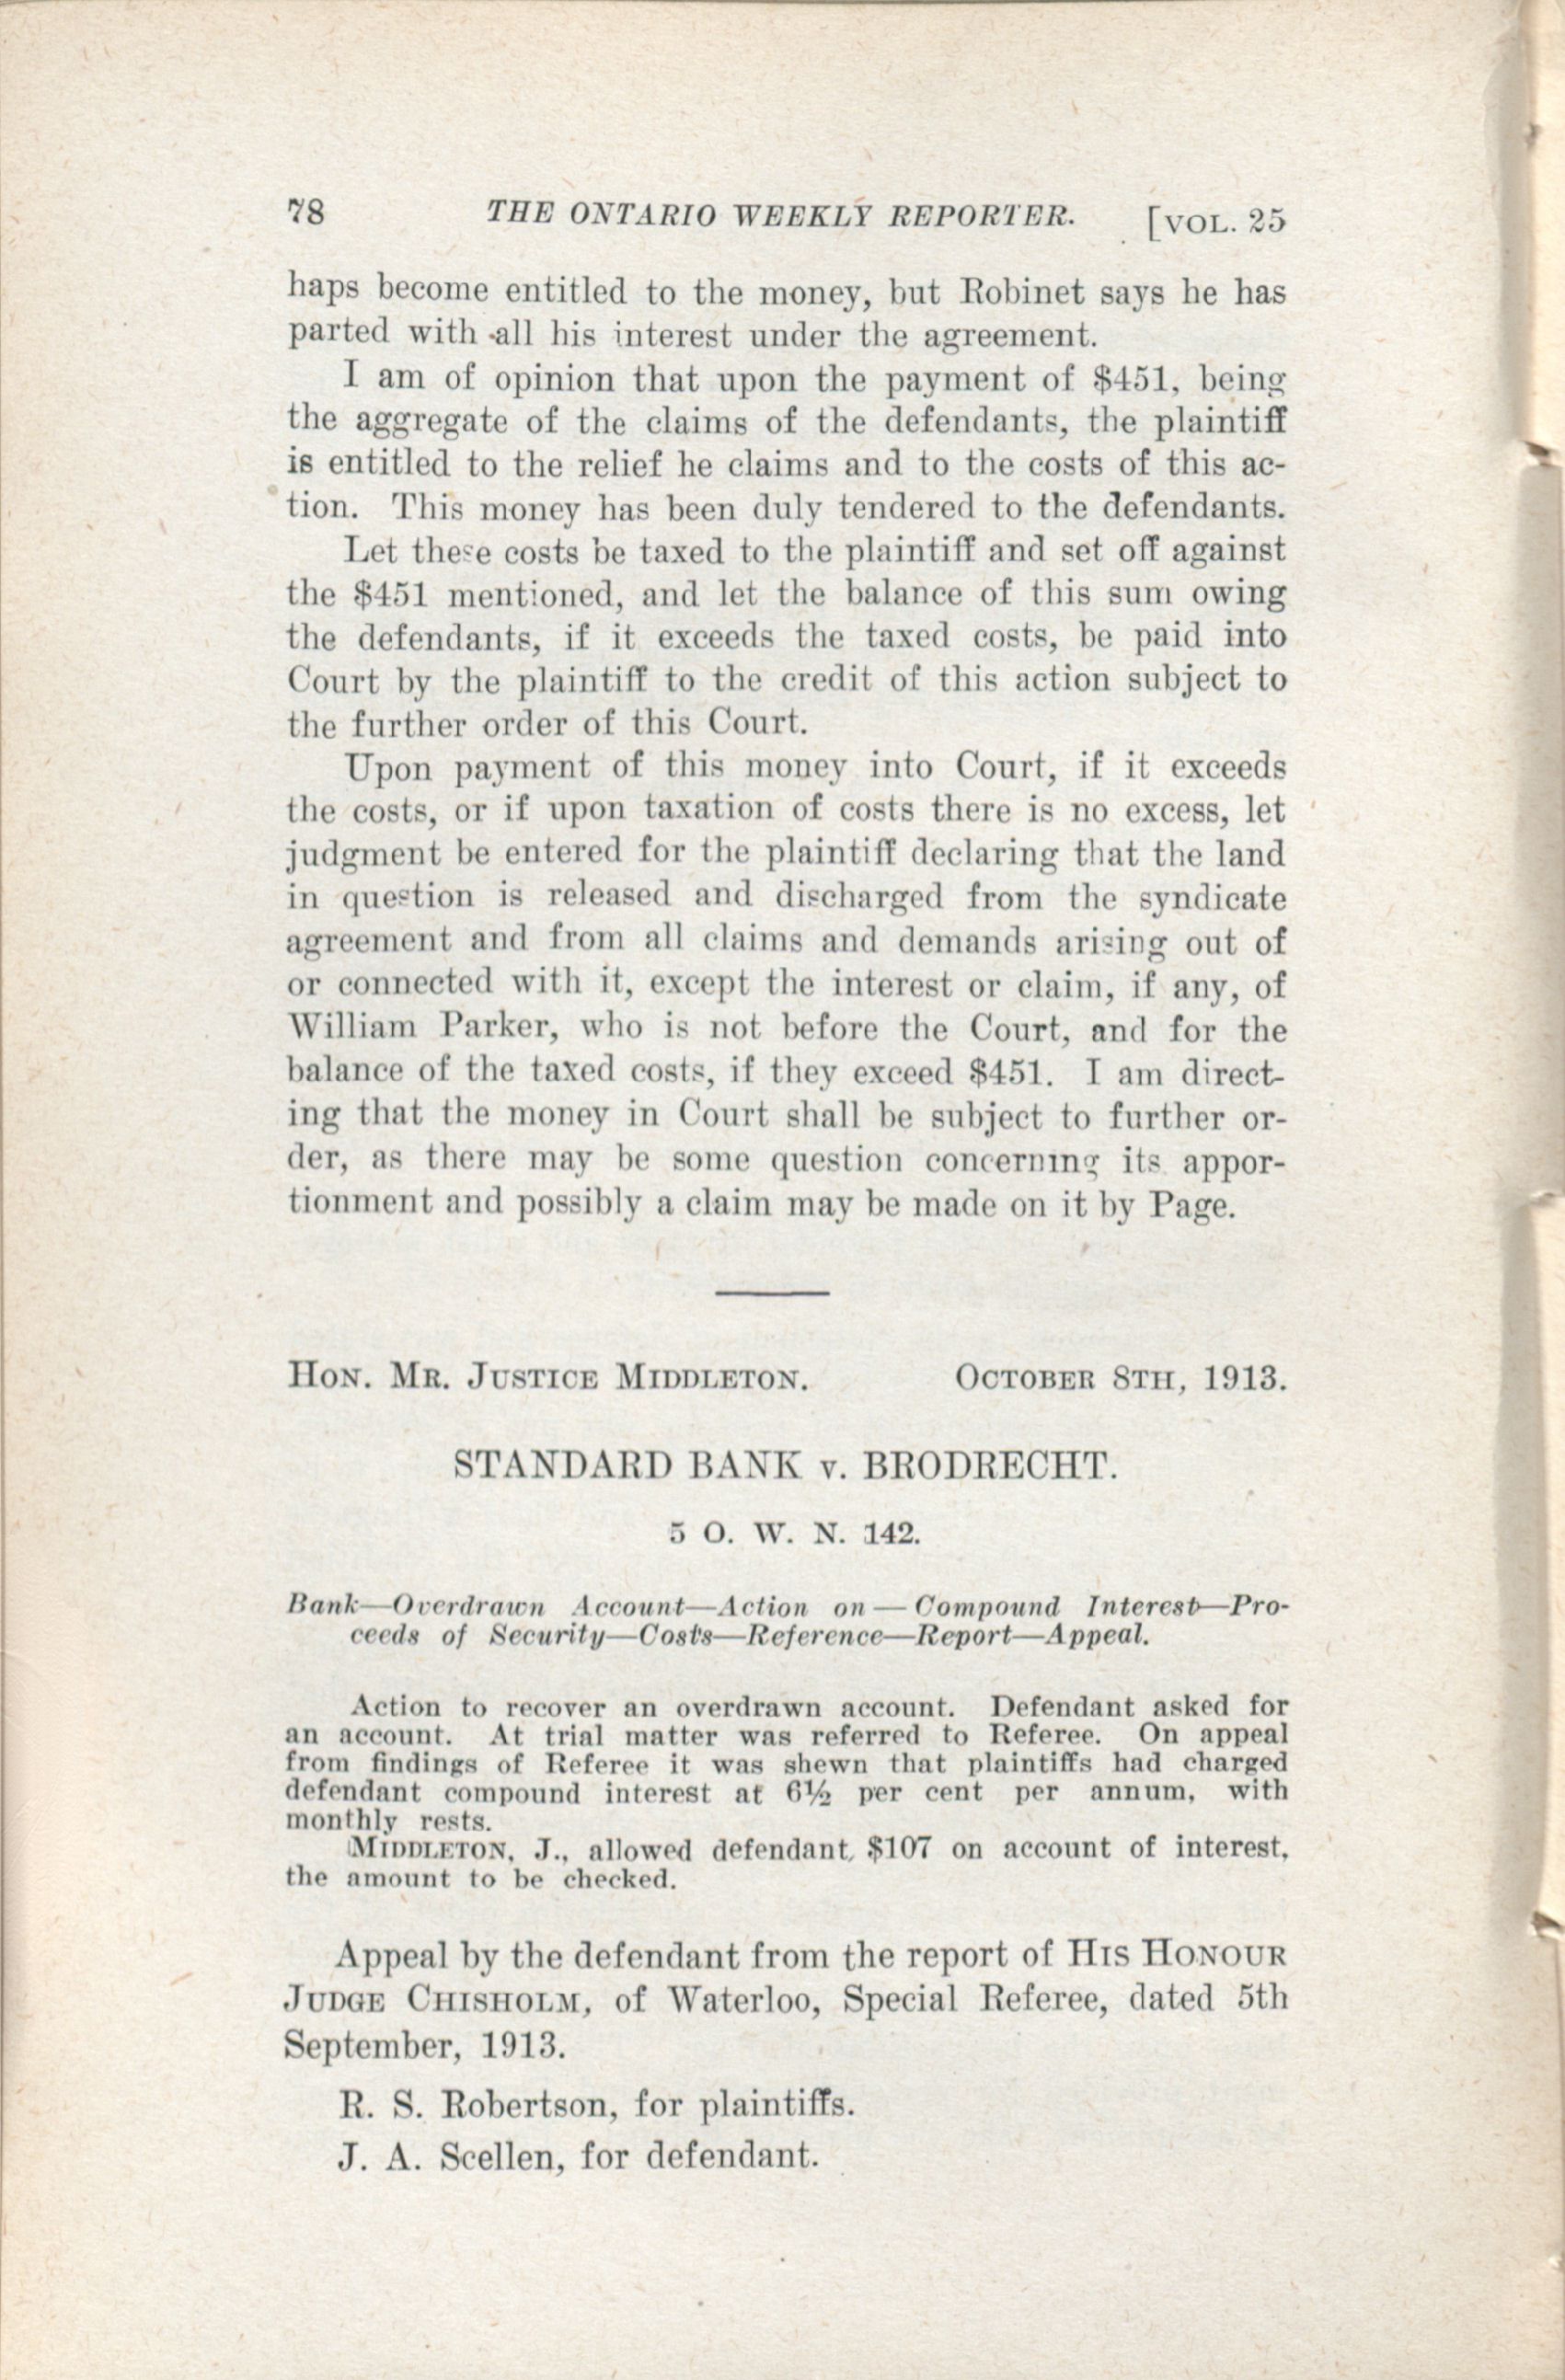 78 THE ONTARIO WEEKLY REPORTER. [VOL. 25
haps become entitled to the money, but Robinet says he has
parted with all his interest under the agreement.
I am of opinion that upon the payment of $451, being
the aggregate of the claims of the defendants, the plaintiff
is entitled to the relief he claims and to the costs of this ac-
tion. This money has been duly tendered to the defendants.
Let these costs be taxed to the plaintiff and set off against
the $451 mentioned, and let the balance of this sum owing
the defendants, if it exceeds the taxed costs, be paid into
Court by the plaintiff to the credit of this action subject to
the further order of this Court.
Upon payment of this money into Court, if it exceeds
the costs, or if upon taxation of costs there is no excess, let
judgment be entered for the plaintiff declaring that the land
in question is released and discharged from the syndicate
agreement and from all claims and demands arising out of
or connected with it, except the interest or claim, if any, of
William Parker, who is not before the Court, and for the
balance of the taxed costs, if they exceed $451. I am direct-
ing that the money in Court shall be subject to further or-
der, as there may be some question concerning its appor-
tionment and possibly a claim may be made on it by Page.
HON. MR. JUSTICE MIDDLETON. OCTOBER 8TH, 1913.
STANDARD BANK v. BRODRECHT.
5 O. W. N. 142.
Bank—Overdrawn Account—Action on — Compound Interest—Pro-
ceeds of Security—Costs—Reference—Report—Appeal.
Action to recover an overdrawn account. Defendant asked for
an account. At trial matter was referred to Referee. On appeal
from findings of Referee it was shewn that plaintiffs had charged
defendant compound interest at 6½ per cent per annum, with
monthly rests.
MIDDLETON, J., allowed defendant, $107 on account of interest,
the amount to be checked.
Appeal by the defendant from the report of HIS HONOUR
JUDGE CHISHOLM, of Waterloo, Special Referee, dated 5th
September, 1913.
R. S. Robertson, for plaintiffs.
J. A. Scellen, for defendant.